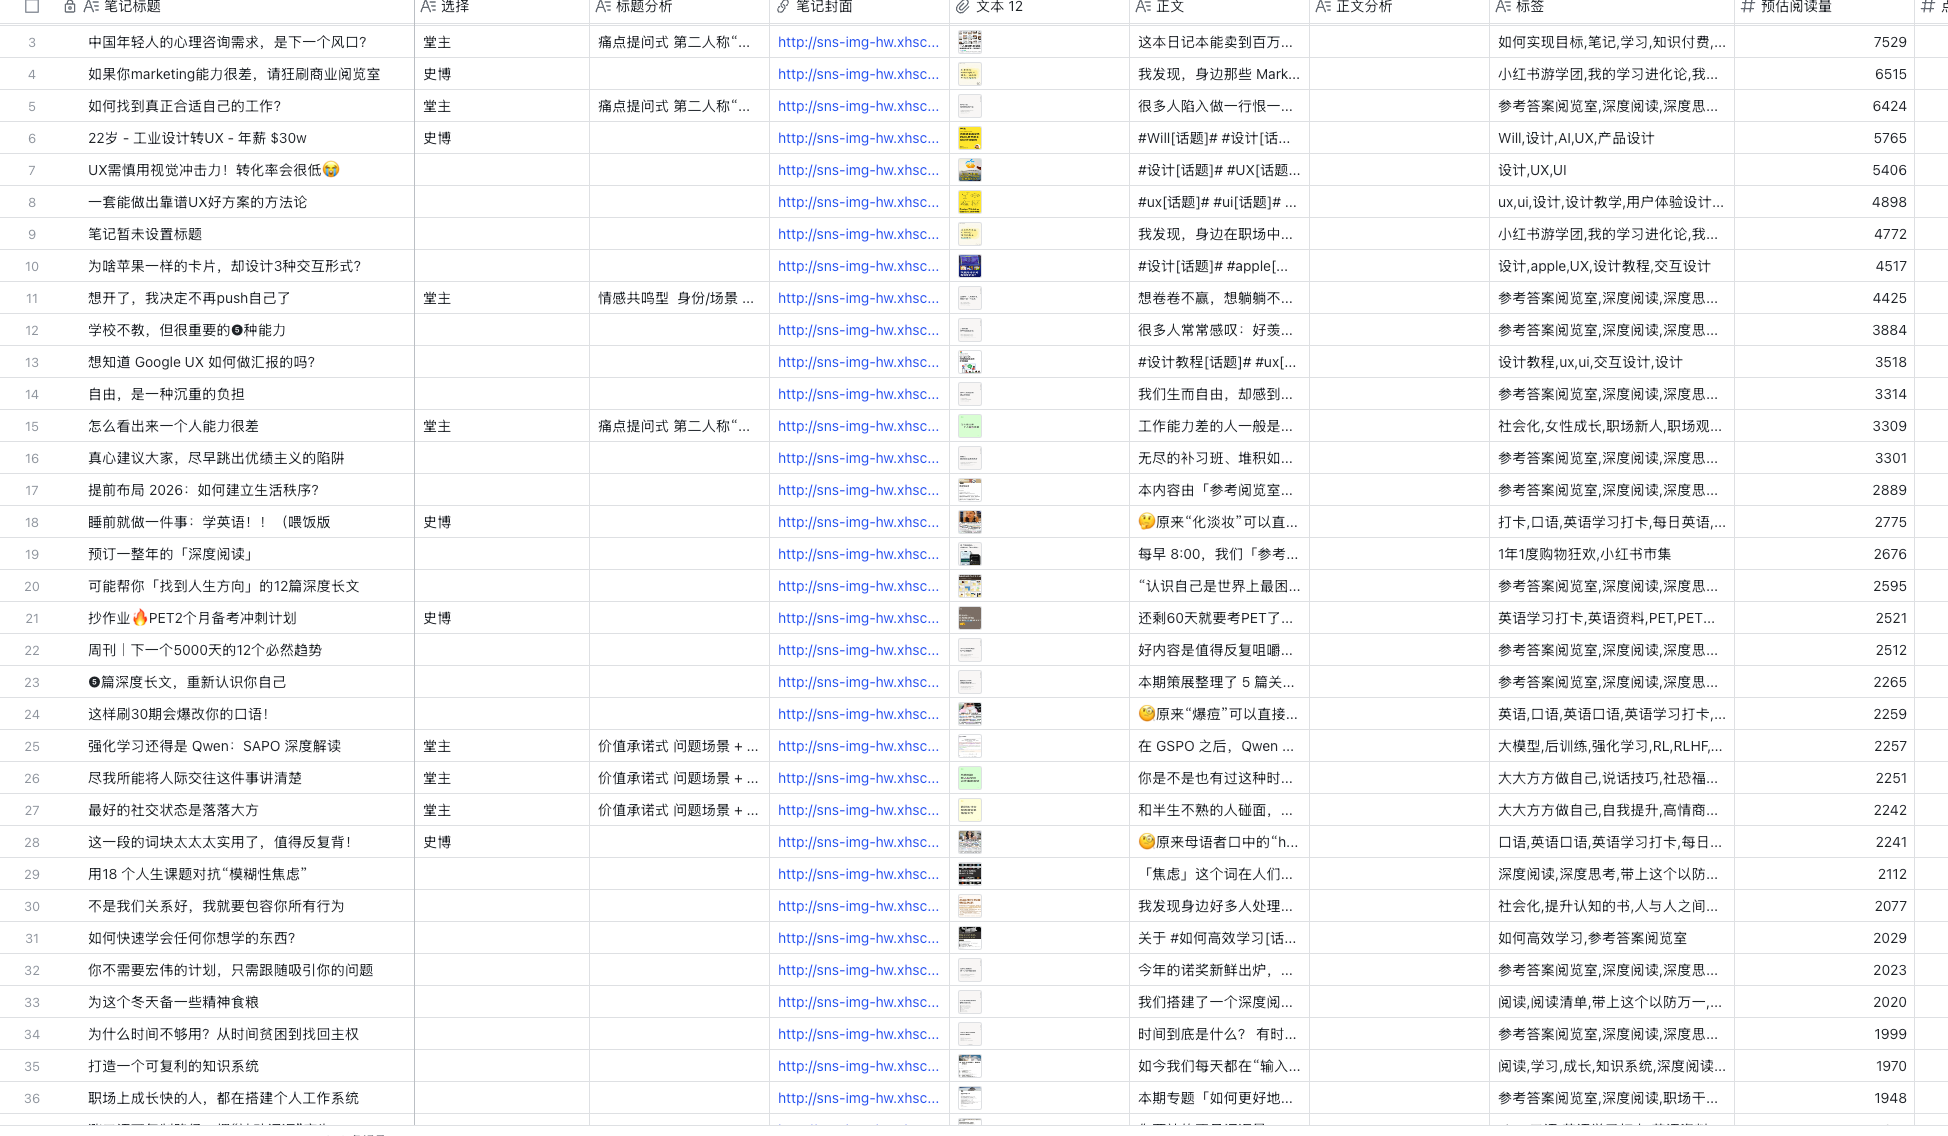 笔记标题 选择 标题分析 笔记封面 文本 12 正文 正文分析 标签 预估阅读量
3 中国年轻人的心理咨询需求，是下一个风口？ 堂主 痛点提问式 第二人称“... http://sns-img-hw.xhsc... 这本日记本能卖到百万... 如何实现目标,笔记,学习,知识付费,... 7529
4 如果你marketing能力很差，请狂刷商业阅览室 史博 http://sns-img-hw.xhsc... 我发现，身边那些 Mark... 小红书游学团,我的学习进化论,我... 6515
5 如何找到真正合适自己的工作？ 堂主 痛点提问式 第二人称“... http://sns-img-hw.xhsc... 很多人陷入做一行恨一... 参考答案阅览室,深度阅读,深度思... 6424
6 22岁 - 工业设计转UX - 年薪 $30w 史博 http://sns-img-hw.xhsc... #Will[话题]# #设计[话... Will,设计,AI,UX,产品设计 5765
7 UX需慎用视觉冲击力！转化率会很低😭 http://sns-img-hw.xhsc... #设计[话题]# #UX[话题... 设计,UX,UI 5406
8 一套能做出靠谱UX好方案的方法论 http://sns-img-hw.xhsc... #ux[话题]# #ui[话题]# ... ux,ui,设计,设计教学,用户体验设计... 4898
9 笔记暂未设置标题 http://sns-img-hw.xhsc... 我发现，身边在职场中... 小红书游学团,我的学习进化论,我... 4772
10 为啥苹果一样的卡片，却设计3种交互形式？ http://sns-img-hw.xhsc... #设计[话题]# #apple[... 设计,apple,UX,设计教程,交互设计 4517
11 想开了，我决定不再push自己了 堂主 情感共鸣型 身份/场景 ... http://sns-img-hw.xhsc... 想卷卷不赢，想躺躺不... 参考答案阅览室,深度阅读,深度思... 4425
12 学校不教，但很重要的❺种能力 http://sns-img-hw.xhsc... 很多人常常感叹：好羡... 参考答案阅览室,深度阅读,深度思... 3884
13 想知道 Google UX 如何做汇报的吗？ http://sns-img-hw.xhsc... #设计教程[话题]# #ux[... 设计教程,ux,ui,交互设计,设计 3518
14 自由，是一种沉重的负担 http://sns-img-hw.xhsc... 我们生而自由，却感到... 参考答案阅览室,深度阅读,深度思... 3314
15 怎么看出来一个人能力很差 堂主 痛点提问式 第二人称“... http://sns-img-hw.xhsc... 工作能力差的人一般是... 社会化,女性成长,职场新人,职场观... 3309
16 真心建议大家，尽早跳出优绩主义的陷阱 http://sns-img-hw.xhsc... 无尽的补习班、堆积如... 参考答案阅览室,深度阅读,深度思... 3301
17 提前布局 2026：如何建立生活秩序？ http://sns-img-hw.xhsc... 本内容由「参考阅览室... 参考答案阅览室,深度阅读,深度思... 2889
18 睡前就做一件事：学英语！！（喂饭版 史博 http://sns-img-hw.xhsc... 🤔原来“化淡妆”可以直... 打卡,口语,英语学习打卡,每日英语,... 2775
19 预订一整年的「深度阅读」 http://sns-img-hw.xhsc... 每早 8:00，我们「参考... 1年1度购物狂欢,小红书市集 2676
20 可能帮你「找到人生方向」的12篇深度长文 http://sns-img-hw.xhsc... “认识自己是世界上最困... 参考答案阅览室,深度阅读,深度思... 2595
21 抄作业🔥PET2个月备考冲刺计划 史博 http://sns-img-hw.xhsc... 还剩60天就要考PET了... 英语学习打卡,英语资料,PET,PET... 2521
22 周刊｜下一个5000天的12个必然趋势 http://sns-img-hw.xhsc... 好内容是值得反复咀嚼... 参考答案阅览室,深度阅读,深度思... 2512
23 ❺篇深度长文，重新认识你自己 http://sns-img-hw.xhsc... 本期策展整理了 5 篇关... 参考答案阅览室,深度阅读,深度思... 2265
24 这样刷30期会爆改你的口语！ http://sns-img-hw.xhsc... 🧐原来“爆痘”可以直接... 英语,口语,英语口语,英语学习打卡,... 2259
25 强化学习还得是 Qwen：SAPO 深度解读 堂主 价值承诺式 问题场景 + ... http://sns-img-hw.xhsc... 在 GSPO 之后，Qwen ... 大模型,后训练,强化学习,RL,RLHF,... 2257
26 尽我所能将人际交往这件事讲清楚 堂主 价值承诺式 问题场景 + ... http://sns-img-hw.xhsc... 你是不是也有过这种时... 大大方方做自己,说话技巧,社恐福... 2251
27 最好的社交状态是落落大方 堂主 价值承诺式 问题场景 + ... http://sns-img-hw.xhsc... 和半生不熟的人碰面，... 大大方方做自己,自我提升,高情商... 2242
28 这一段的词块太太太实用了，值得反复背！ 史博 http://sns-img-hw.xhsc... 🧐原来母语者口中的“h... 口语,英语口语,英语学习打卡,每日... 2241
29 用18 个人生课题对抗“模糊性焦虑” http://sns-img-hw.xhsc... 「焦虑」这个词在人们... 深度阅读,深度思考,带上这个以防... 2112
30 不是我们关系好，我就要包容你所有行为 http://sns-img-hw.xhsc... 我发现身边好多人处理... 社会化,提升认知的书,人与人之间... 2077
31 如何快速学会任何你想学的东西？ http://sns-img-hw.xhsc... 关于 #如何高效学习[话... 如何高效学习,参考答案阅览室 2029
32 你不需要宏伟的计划，只需跟随吸引你的问题 http://sns-img-hw.xhsc... 今年的诺奖新鲜出炉，... 参考答案阅览室,深度阅读,深度思... 2023
33 为这个冬天备一些精神食粮 http://sns-img-hw.xhsc... 我们搭建了一个深度阅... 阅读,阅读清单,带上这个以防万一,... 2020
34 为什么时间不够用？从时间贫困到找回主权 http://sns-img-hw.xhsc... 时间到底是什么？ 有时... 参考答案阅览室,深度阅读,深度思... 1999
35 打造一个可复利的知识系统 http://sns-img-hw.xhsc... 如今我们每天都在“输入... 阅读,学习,成长,知识系统,深度阅读... 1970
36 职场上成长快的人，都在搭建个人工作系统 http://sns-img-hw.xhsc... 本期专题「如何更好地... 参考答案阅览室,深度阅读,职场干... 1948